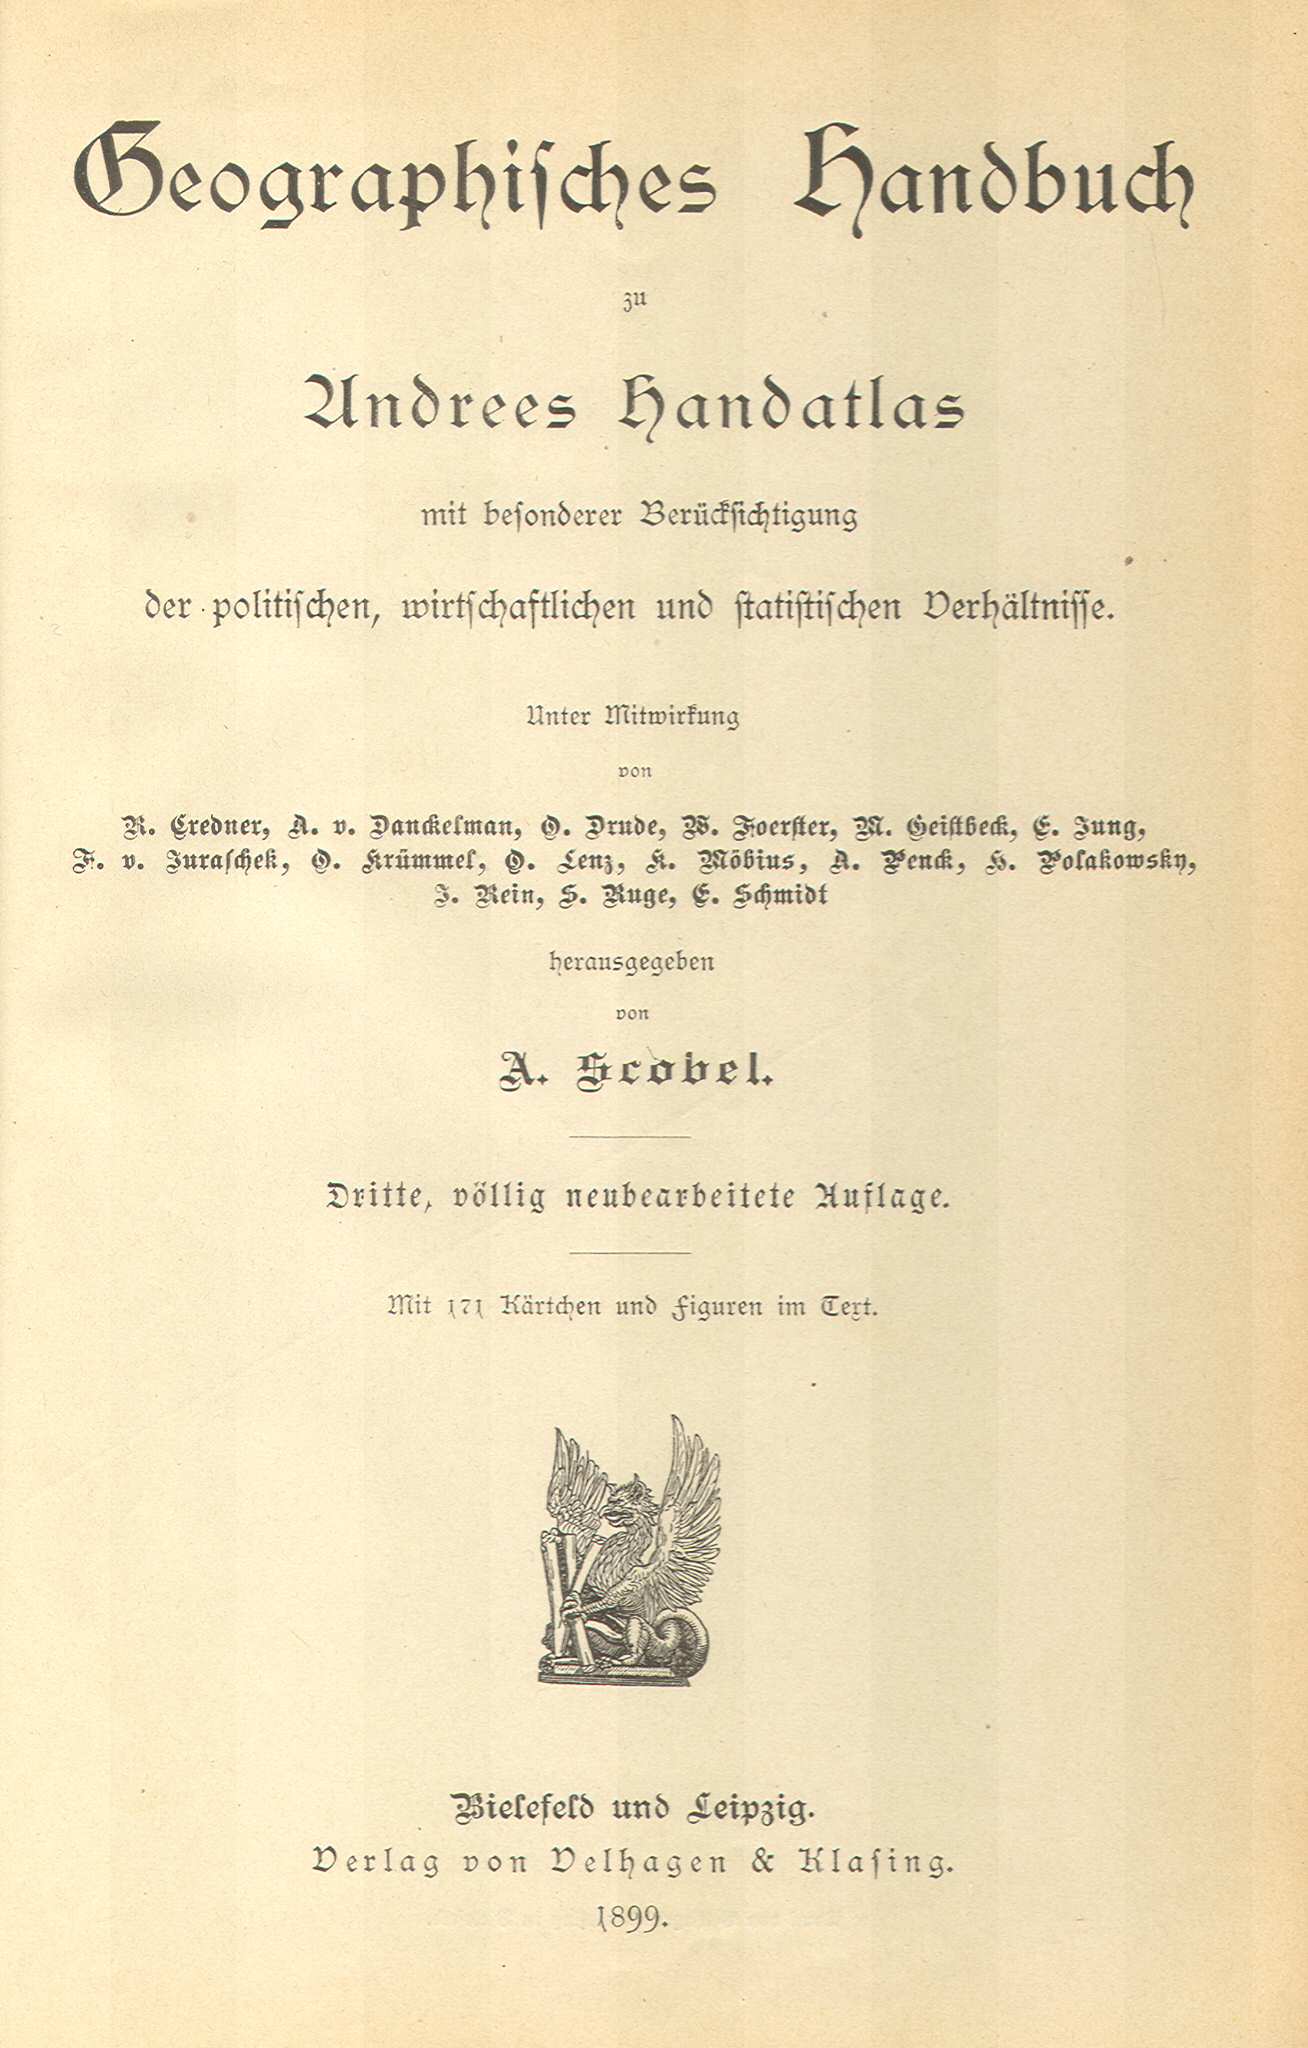 Geographisches Handbuch
zu
Andrees Handatlas
mit besonderer Berücksichtigung
der politischen, wirtschaftlichen und statistischen Verhältnisse.
Unter Mitwirkung
von
R. Credner, A. v. Danckelman, O. Drude, W. Foerster, M. Geistbeck, E. Jung,
F. v. Juraschek, O. Krümmel, O. Lenz, K. Möbius, A. Penck, H. Polakowsky,
J. Rein, S. Ruge, E. Schmidt
herausgegeben
von
A. Scobel.
Dritte, völlig neubearbeitete Auflage.
Mit 171 Kärtchen und Figuren im Text.
Bielefeld und Leipzig.
Verlag von Velhagen & Klasing.
1899.